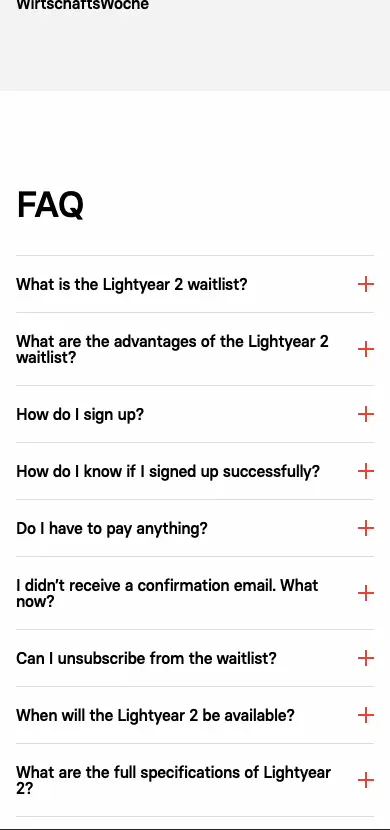 WirtschaftsWoche
FAQ
What is the Lightyear 2 waitlist?
What are the advantages of the Lightyear 2
waitlist?
How do I sign up?
How do I know if I signed up successfully?
Do I have to pay anything?
I didn't receive a confirmation email. What
now?
Can I unsubscribe from the waitlist?
When will the Lightyear 2 be available?
What are the full specifications of Lightyear
2?